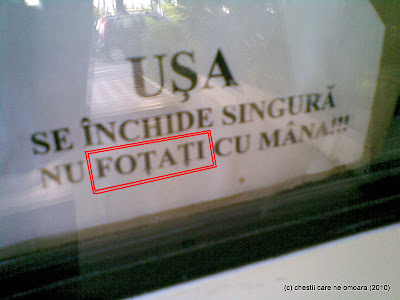 UŞA
SE ÎNCHIDE SINGURĂ
NU FOŢAŢI CU MÂNA!!!
(c) chestii care ne omoara (2010)